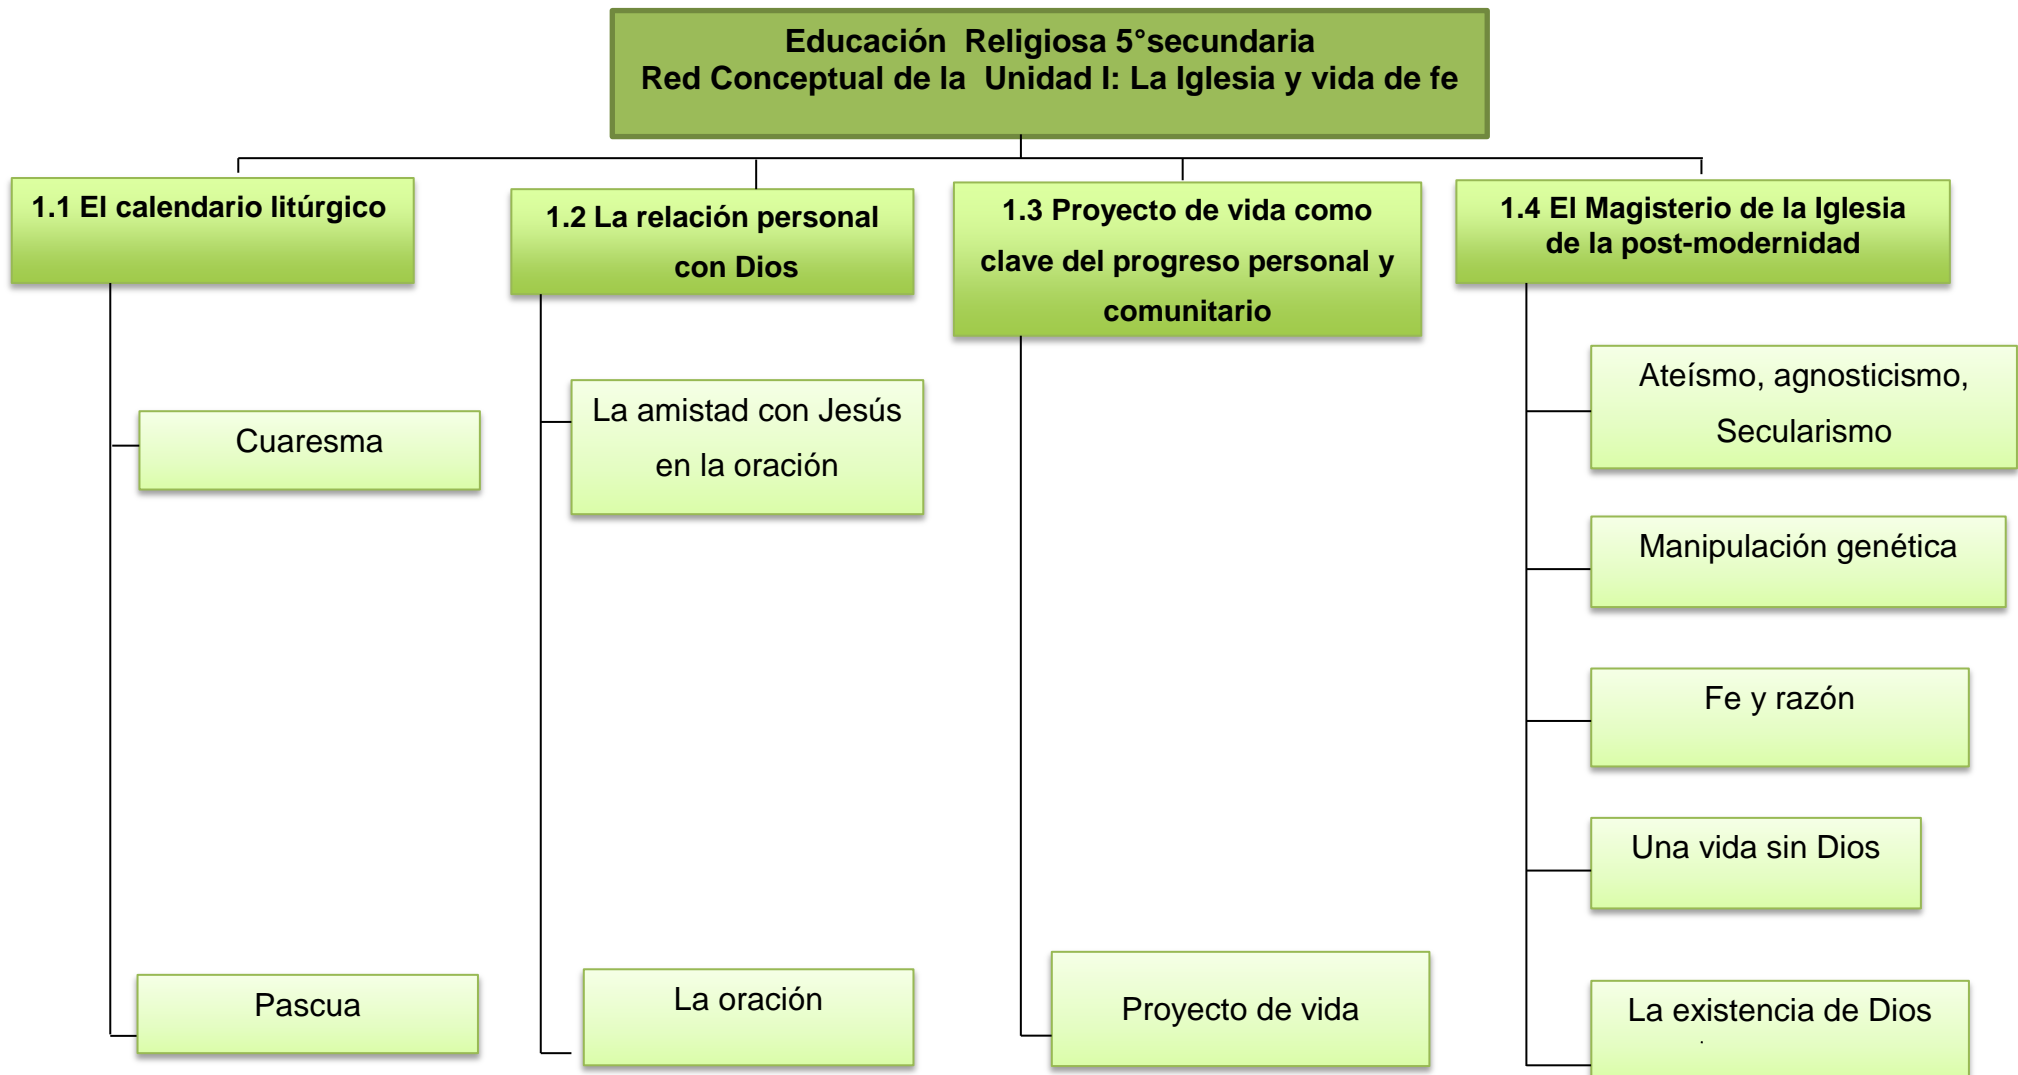 Educación Religiosa 5°secundaria
Red Conceptual de la Unidad I: La Iglesia y vida de fe
1.1 El calendario litúrgico
Cuaresma
Pascua
1.2 La relación personal
con Dios
La amistad con Jesús
en la oración
La oración
1.3 Proyecto de vida como
clave del progreso personal y
comunitario
Proyecto de vida
1.4 El Magisterio de la Iglesia
de la post-modernidad
Ateísmo, agnosticismo,
Secularismo
Manipulación genética
Fe y razón
Una vida sin Dios
La existencia de Dios